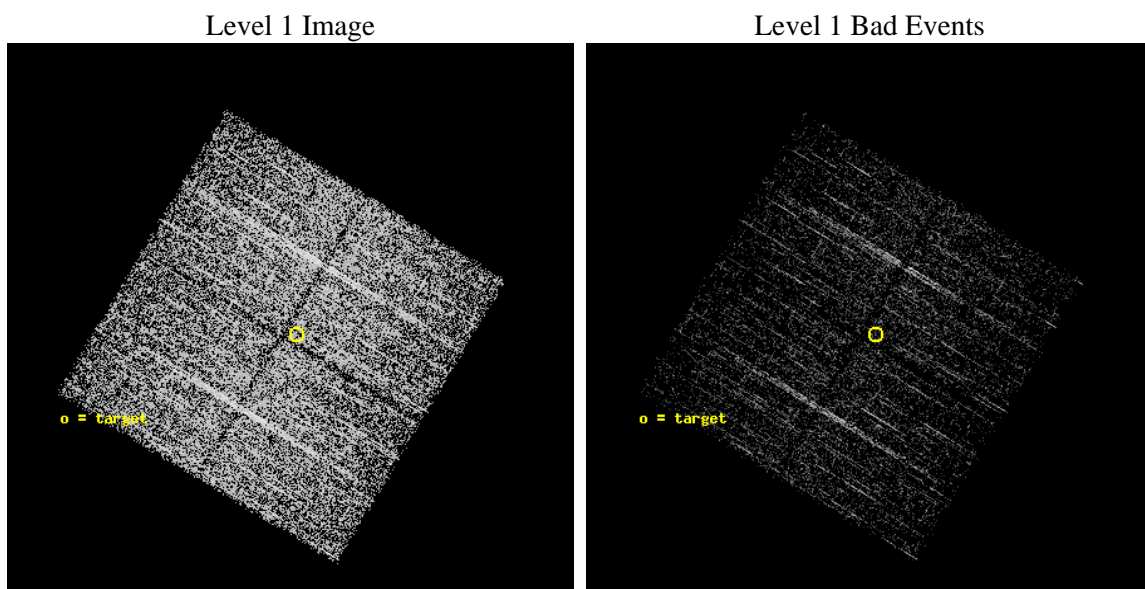 Level 1 Image
Level 1 Bad Events
o = target
o = target